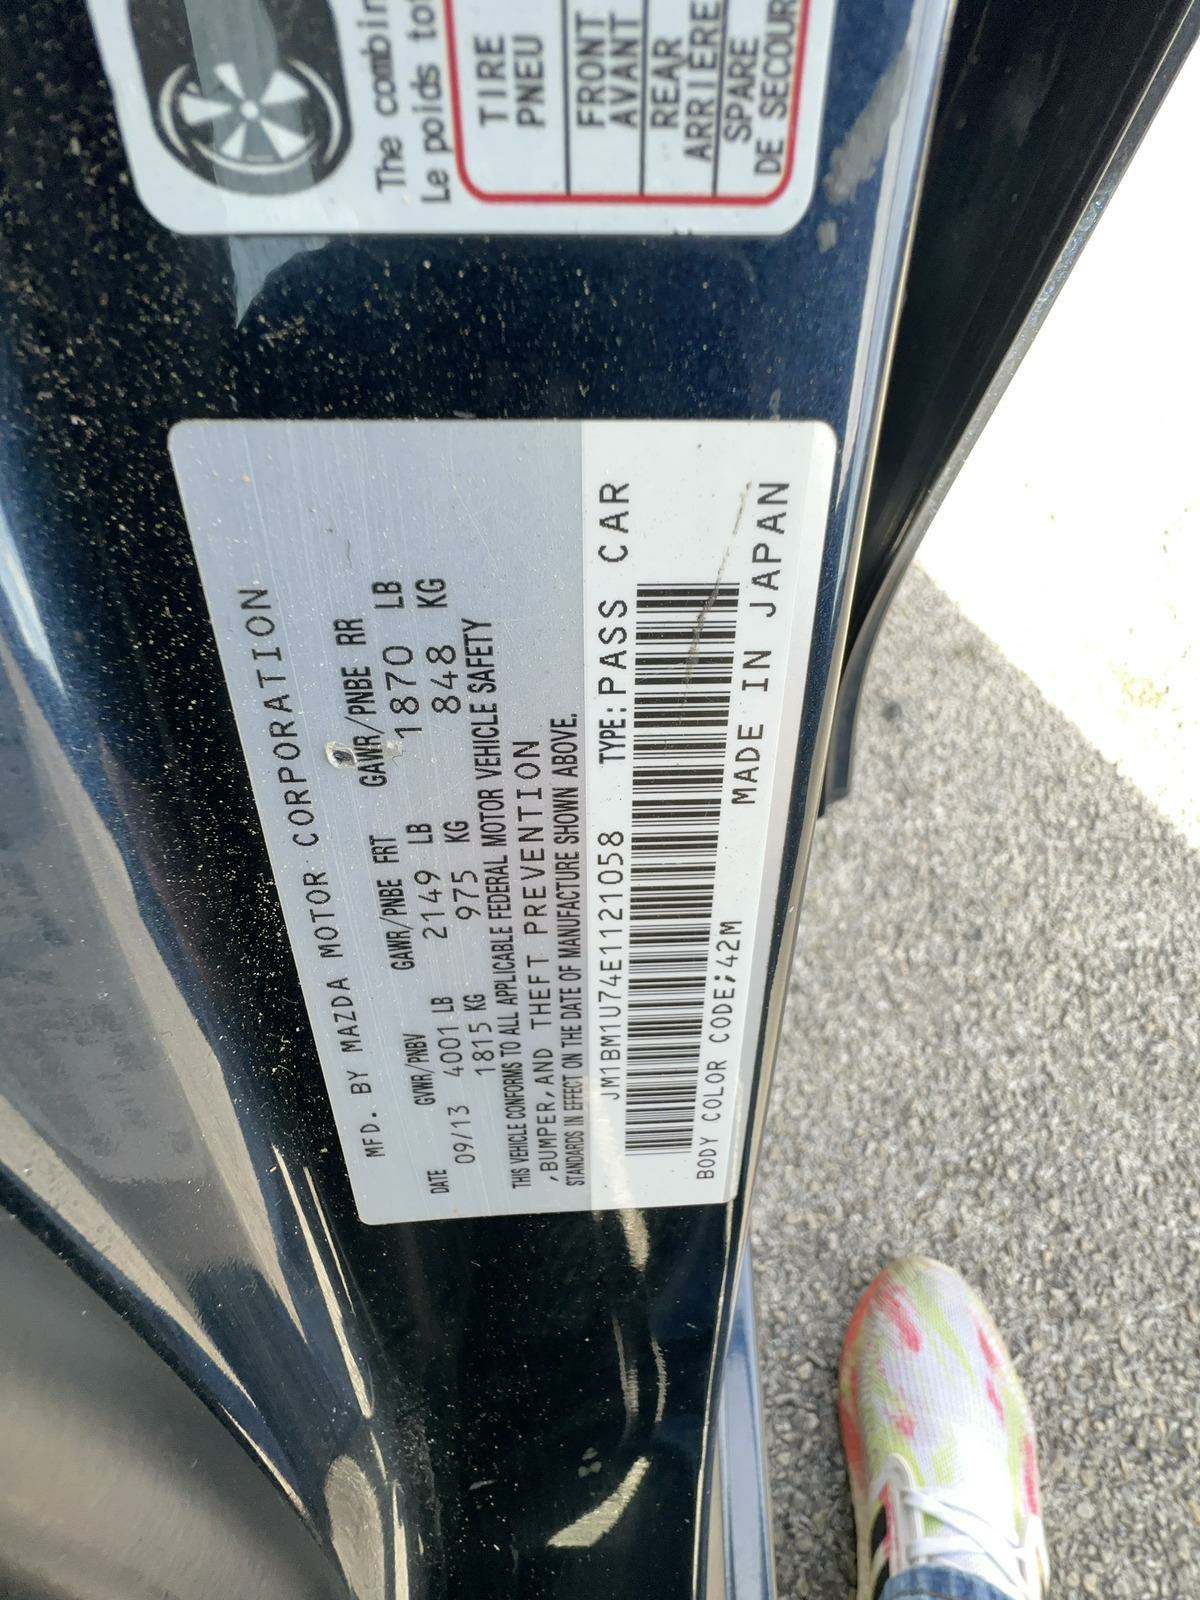 The combin
Le poids tot
TIRE
PNEU
FRONT
AVANT
REAR
ARRIÈRE
SPARE
DE SECOUR
MFD. BY MAZDA MOTOR CORPORATION
DATE GVWR/PNBV GAWR/PNBE FRT GAWR/PNBE RR
09/13 4001 LB 2149 LB 1870 LB
1815 KG 975 KG 848 KG
THIS VEHICLE CONFORMS TO ALL APPLICABLE FEDERAL MOTOR VEHICLE SAFETY
,BUMPER,AND THEFT PREVENTION
STANDARDS IN EFFECT ON THE DATE OF MANUFACTURE SHOWN ABOVE.
JM1BM1U74E1121058 TYPE:PASS CAR
BODY COLOR CODE;42M MADE IN JAPAN